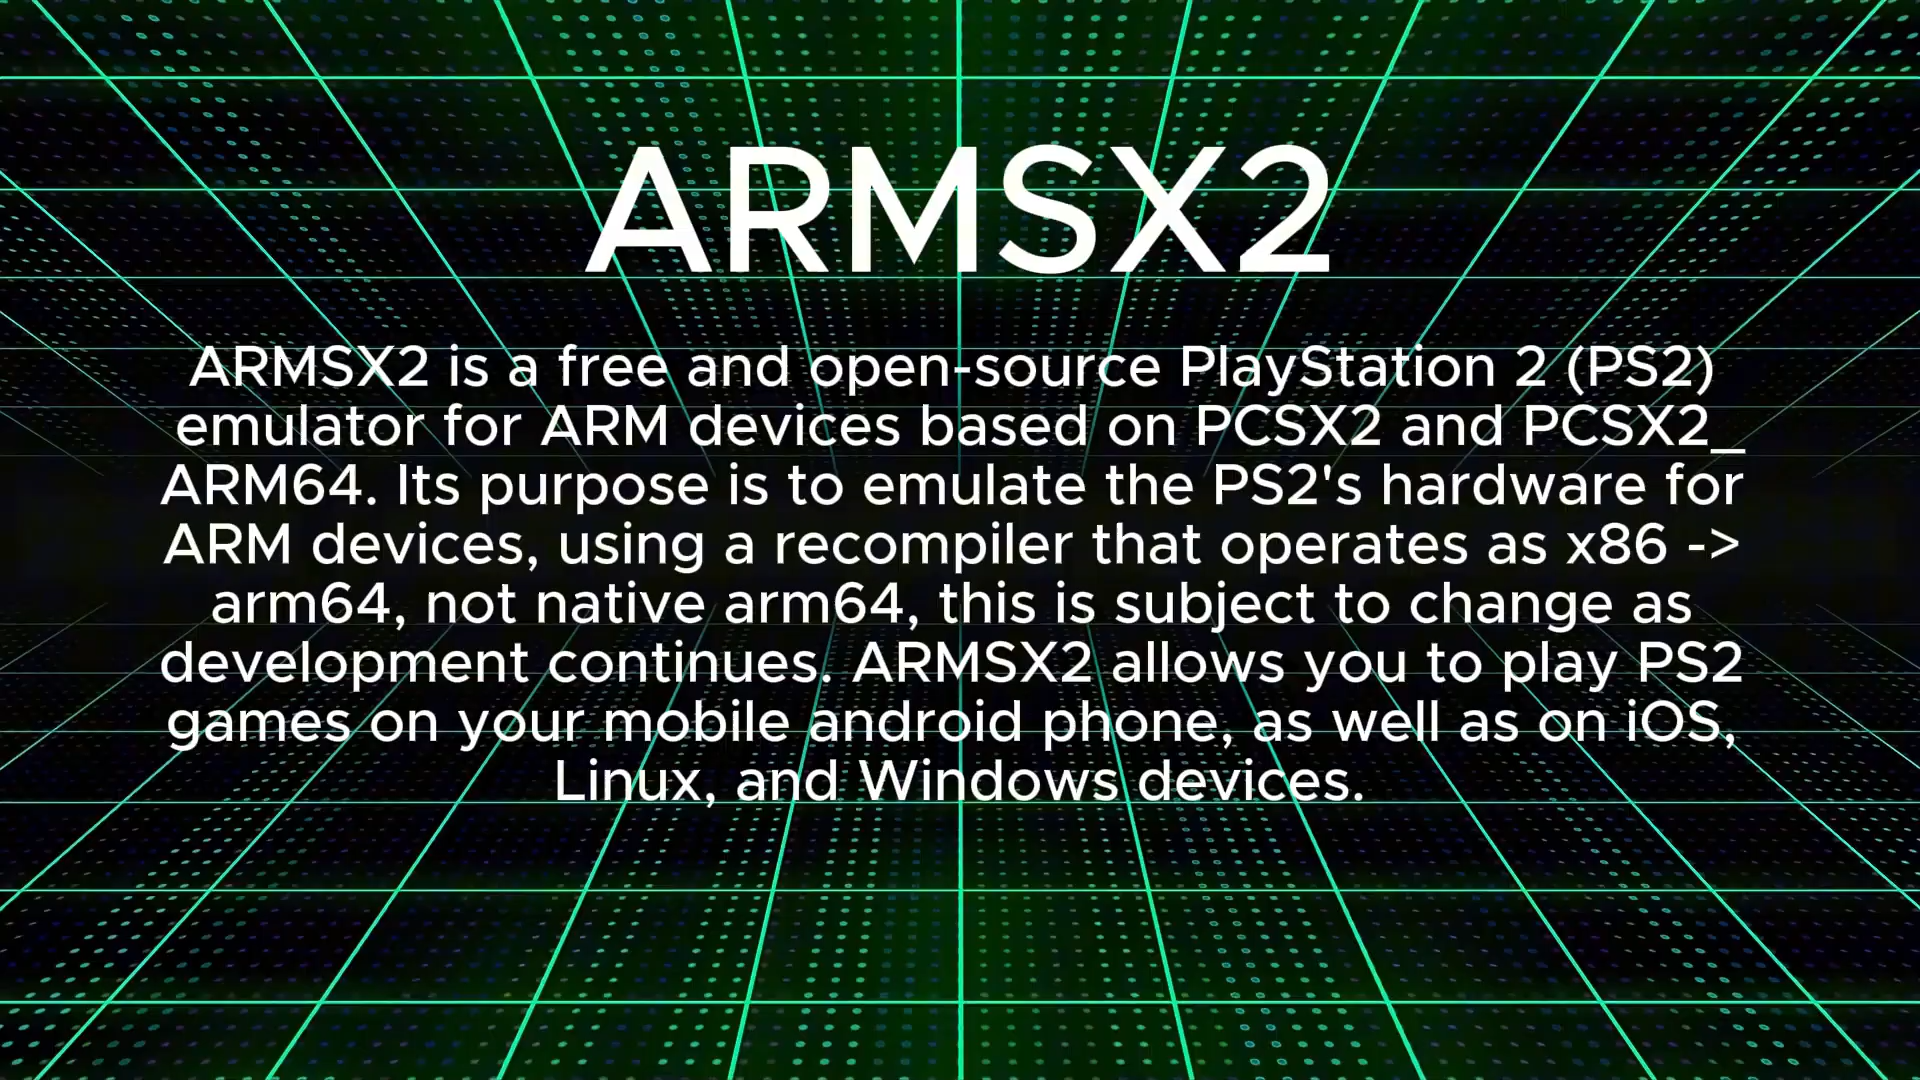 ARMSX2
ARMSX2 is a free and open-source PlayStation 2 (PS2)
emulator for ARM devices based on PCSX2 and PCSX2_
ARM64. Its purpose is to emulate the PS2's hardware for
ARM devices, using a recompiler that operates as x86 ->
arm64, not native arm64, this is subject to change as
development continues. ARMSX2 allows you to play PS2
games on your mobile android phone, as well as on iOS,
Linux, and Windows devices.